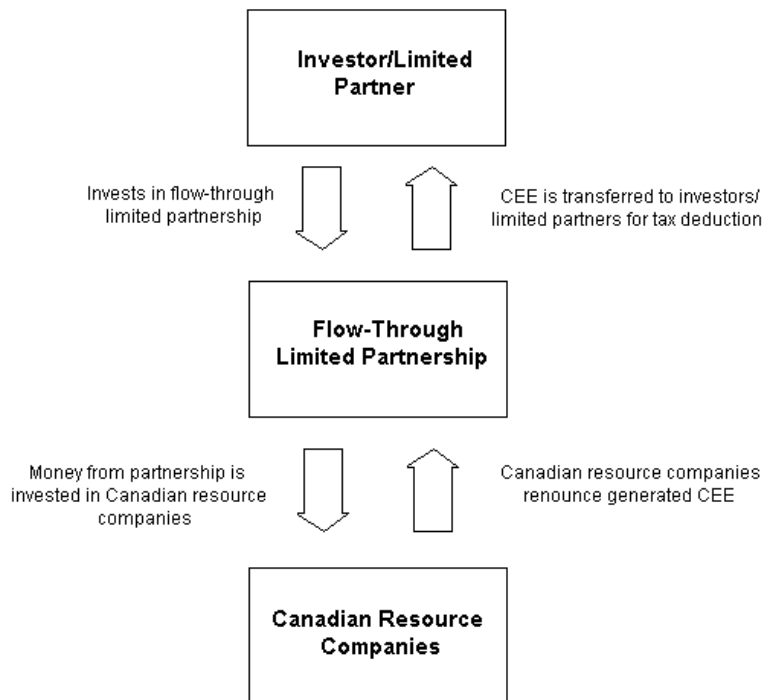 Investor/Limited
Partner
Invests in flow-through
limited partnership
CEE is transferred to investors/
limited partners for tax deduction
Flow-Through
Limited Partnership
Money from partnership is
invested in Canadian resource
companies
Canadian resource companies
renounce generated CEE
Canadian Resource
Companies